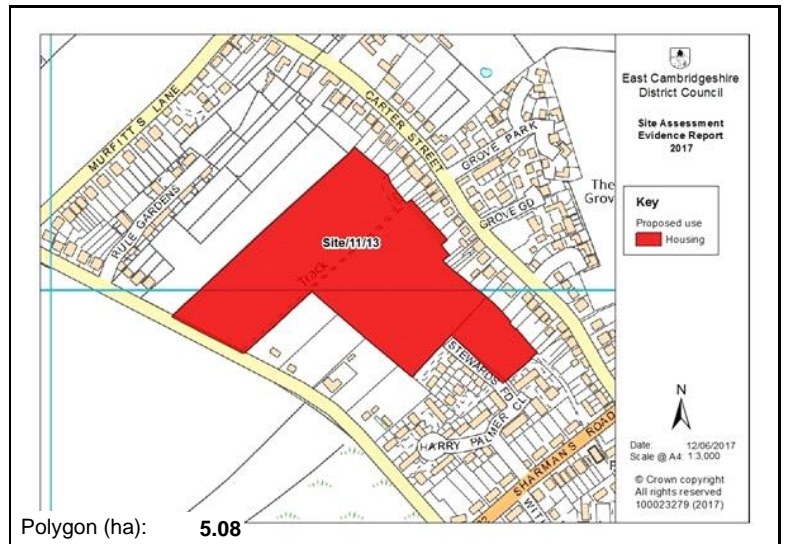 East Cambridgeshire
District Council
Site Assessment
Evidence Report
2017
Key
Proposed use
Housing
MURFITTS LANE
CARTER STREET
GROVE PARK
The
Grov
GROVE GD
RULE GARDENS
Site/11/13
Track
STEWARDS FD
HARRY PALMER CL
SHARMAN'S ROAD
N
Date: 12/06/2017
Scale @ A4: 1:3,000
© Crown copyright
All rights reserved
100023279 (2017)
Polygon (ha): 5.08